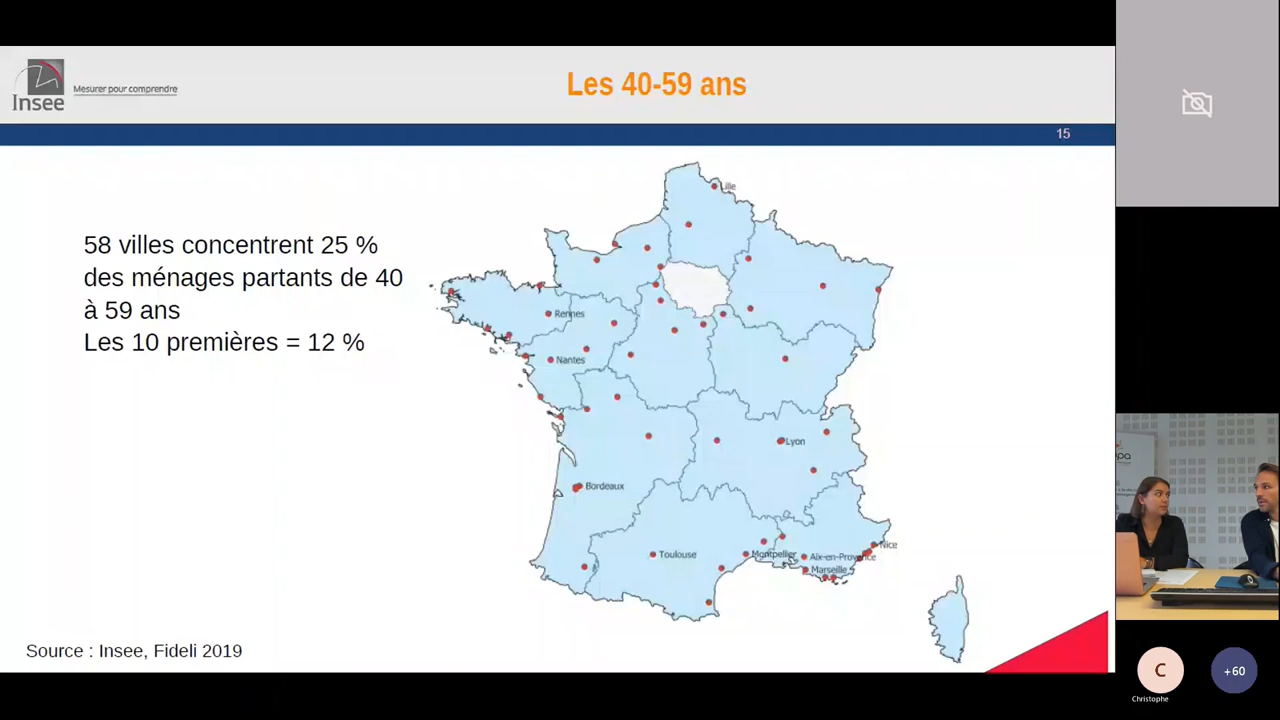 Insee
Mesurer pour comprendre
Les 40-59 ans
15
58 villes concentrent 25 %
des ménages partants de 40
à 59 ans
Les 10 premières = 12 %
Lille
Rennes
Nantes
Lyon
Bordeaux
Toulouse
Montpellier
Aix-en-Provence
Marseille
Nice
Source : Insee, Fideli 2019
C
Christophe
+60